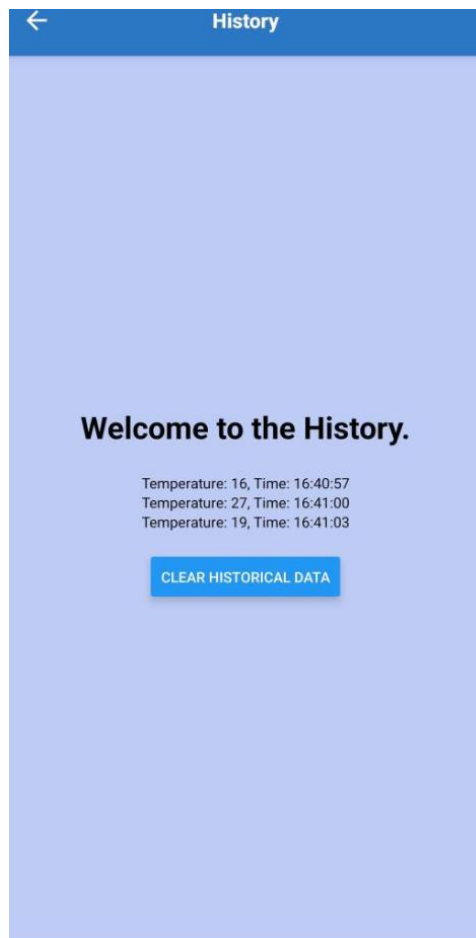 History
Welcome to the History.
Temperature: 16, Time: 16:40:57
Temperature: 27, Time: 16:41:00
Temperature: 19, Time: 16:41:03
CLEAR HISTORICAL DATA